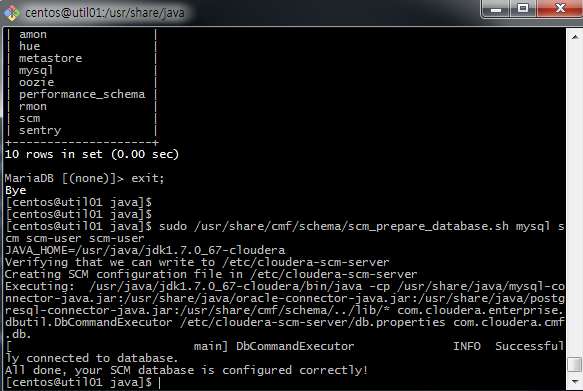 centos@util01:/usr/share/java
| amon |
| hue |
| metastore |
| mysql |
| oozie |
| performance_schema |
| rmon |
| scm |
| sentry |
+--------------------+
10 rows in set (0.00 sec)
MariaDB [(none)]> exit;
Bye
[centos@util01 java]$
[centos@util01 java]$
[centos@util01 java]$ sudo /usr/share/cmf/schema/scm_prepare_database.sh mysql s
cm scm-user scm-user
JAVA_HOME=/usr/java/jdk1.7.0_67-cloudera
Verifying that we can write to /etc/cloudera-scm-server
Creating SCM configuration file in /etc/cloudera-scm-server
Executing:  /usr/java/jdk1.7.0_67-cloudera/bin/java -cp /usr/share/java/mysql-co
nnector-java.jar:/usr/share/java/oracle-connector-java.jar:/usr/share/java/postg
resql-connector-java.jar:/usr/share/cmf/schema/../lib/* com.cloudera.enterprise.
dbutil.DbCommandExecutor /etc/cloudera-scm-server/db.properties com.cloudera.cmf
.db.
[                          main] DbCommandExecutor              INFO  Successful
ly connected to database.
All done, your SCM database is configured correctly!
[centos@util01 java]$